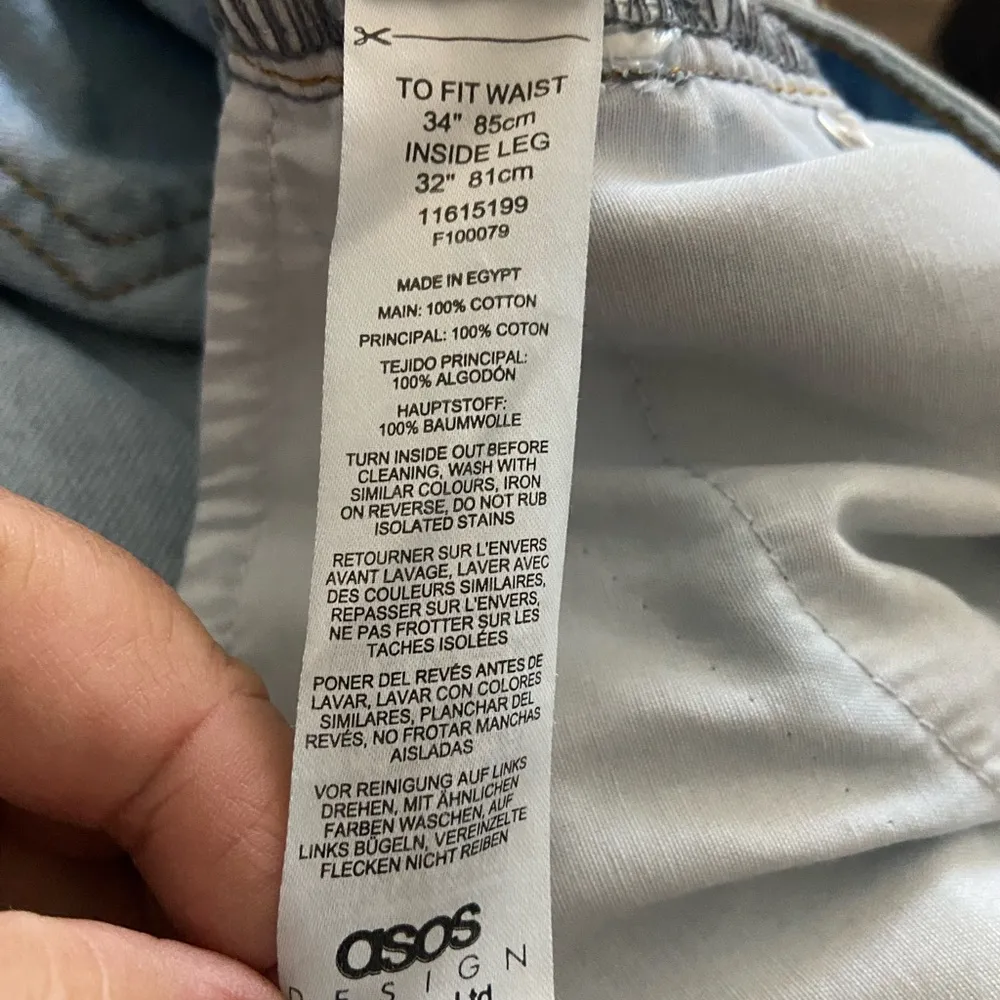 TO FIT WAIST
34" 85cm
INSIDE LEG
32" 81cm
11615199
F100079
MADE IN EGYPT
MAIN: 100% COTTON
PRINCIPAL: 100% COTON
TEJIDO PRINCIPAL:
100% ALGODÓN
HAUPTSTOFF:
100% BAUMWOLLE
TURN INSIDE OUT BEFORE
CLEANING, WASH WITH
SIMILAR COLOURS, IRON
ON REVERSE, DO NOT RUB
ISOLATED STAINS
RETOURNER SUR L'ENVERS
AVANT LAVAGE, LAVER AVEC
DES COULEURS SIMILAIRES,
REPASSER SUR L'ENVERS,
NE PAS FROTTER SUR LES
TACHES ISOLÉES
PONER DEL REVÉS ANTES DE
LAVAR, LAVAR CON COLORES
SIMILARES, PLANCHAR DEL
REVÉS, NO FROTAR MANCHAS
AISLADAS
VOR REINIGUNG AUF LINKS
DREHEN, MIT ÄHNLICHEN
FARBEN WASCHEN, AUF
LINKS BÜGELN, VEREINZELTE
FLECKEN NICHT REIBEN
asos
DESIGN
Ltd